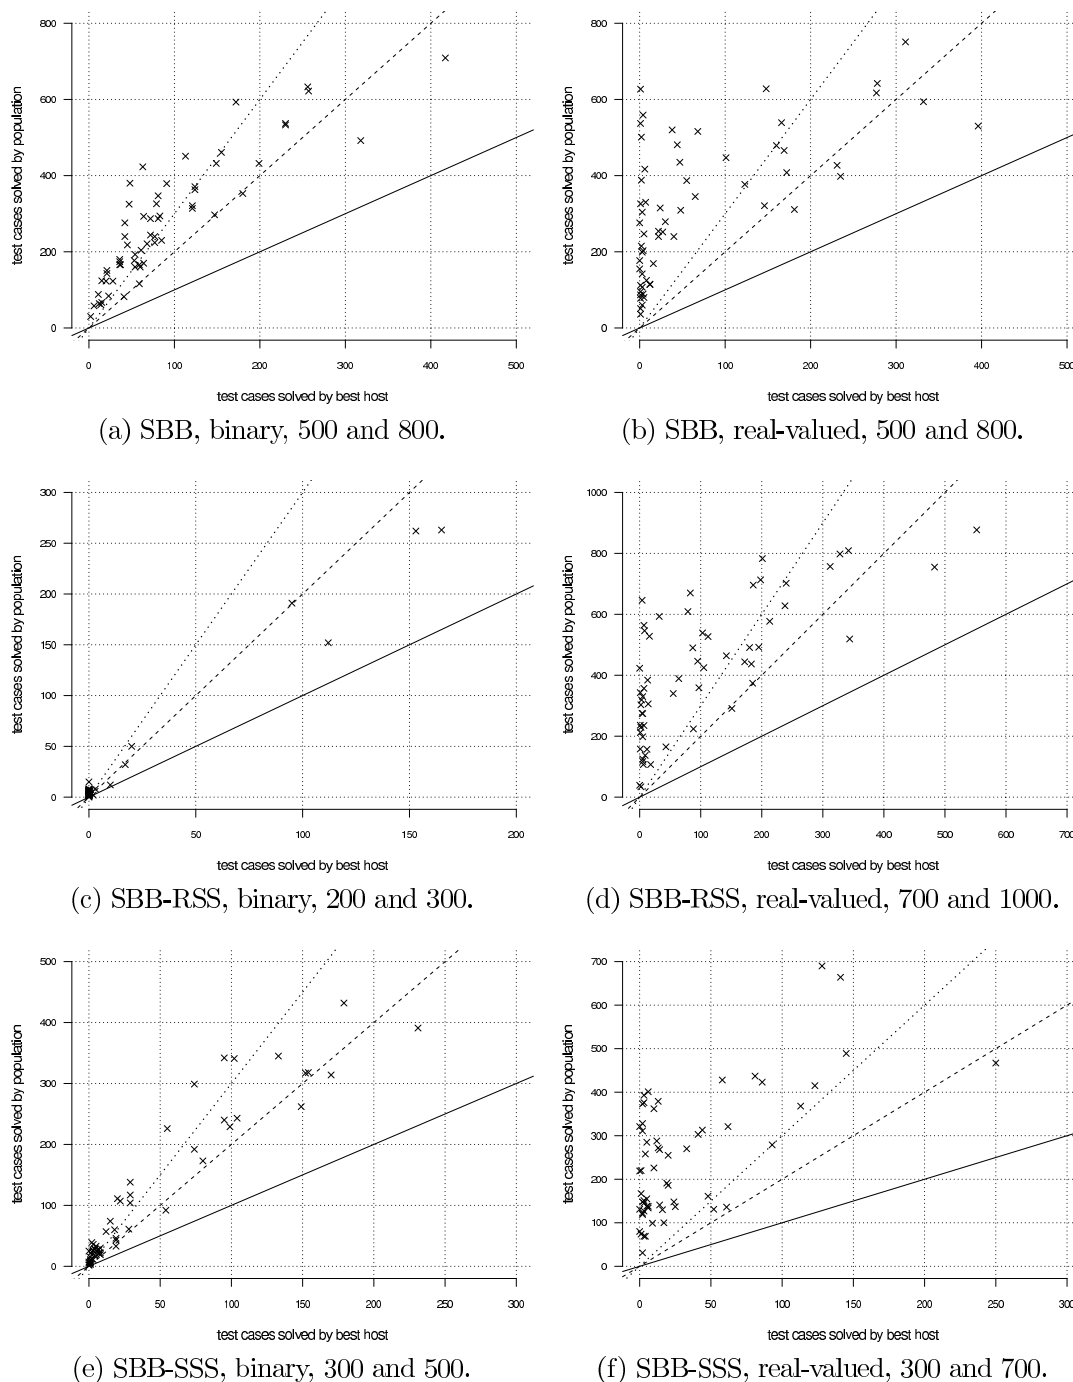 800
600
400
200
0
test cases solved by population
0 100 200 300 400 500
test cases solved by best host
(a) SBB, binary, 500 and 800.
800
600
400
200
0
test cases solved by population
0 100 200 300 400 500
test cases solved by best host
(b) SBB, real-valued, 500 and 800.
300
250
200
150
100
50
0
test cases solved by population
0 50 100 150 200
test cases solved by best host
(c) SBB-RSS, binary, 200 and 300.
1000
800
600
400
200
0
test cases solved by population
0 100 200 300 400 500 600 700
test cases solved by best host
(d) SBB-RSS, real-valued, 700 and 1000.
500
400
300
200
100
0
test cases solved by population
0 50 100 150 200 250 300
test cases solved by best host
(e) SBB-SSS, binary, 300 and 500.
700
600
500
400
300
200
100
0
test cases solved by population
0 50 100 150 200 250 300
test cases solved by best host
(f) SBB-SSS, real-valued, 300 and 700.